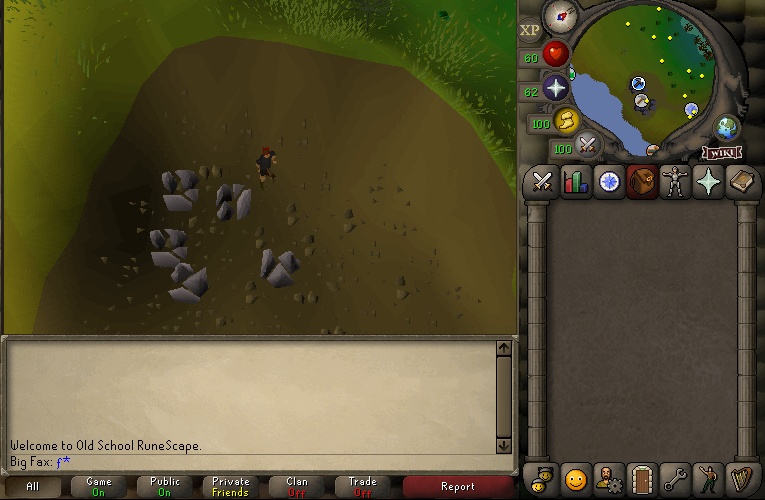 XP
60
62
100
100
WIKI
Welcome to Old School RuneScape.
Big Fax: f*
All
Game
On
Public
On
Private
Friends
Clan
Off
Trade
Off
Report